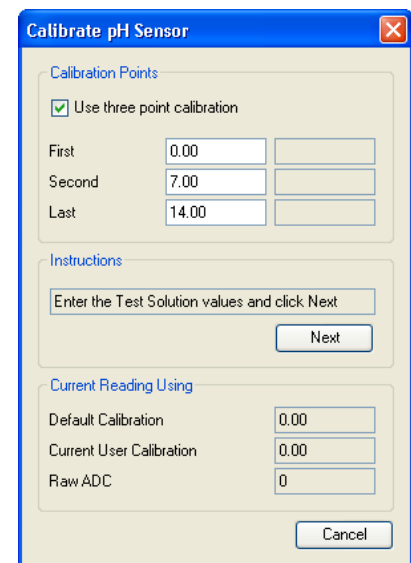 Calibrate pH Sensor
Calibration Points
Use three point calibration
First 0.00
Second 7.00
Last 14.00
Instructions
Enter the Test Solution values and click Next
Next
Current Reading Using
Default Calibration 0.00
Current User Calibration 0.00
Raw ADC 0
Cancel